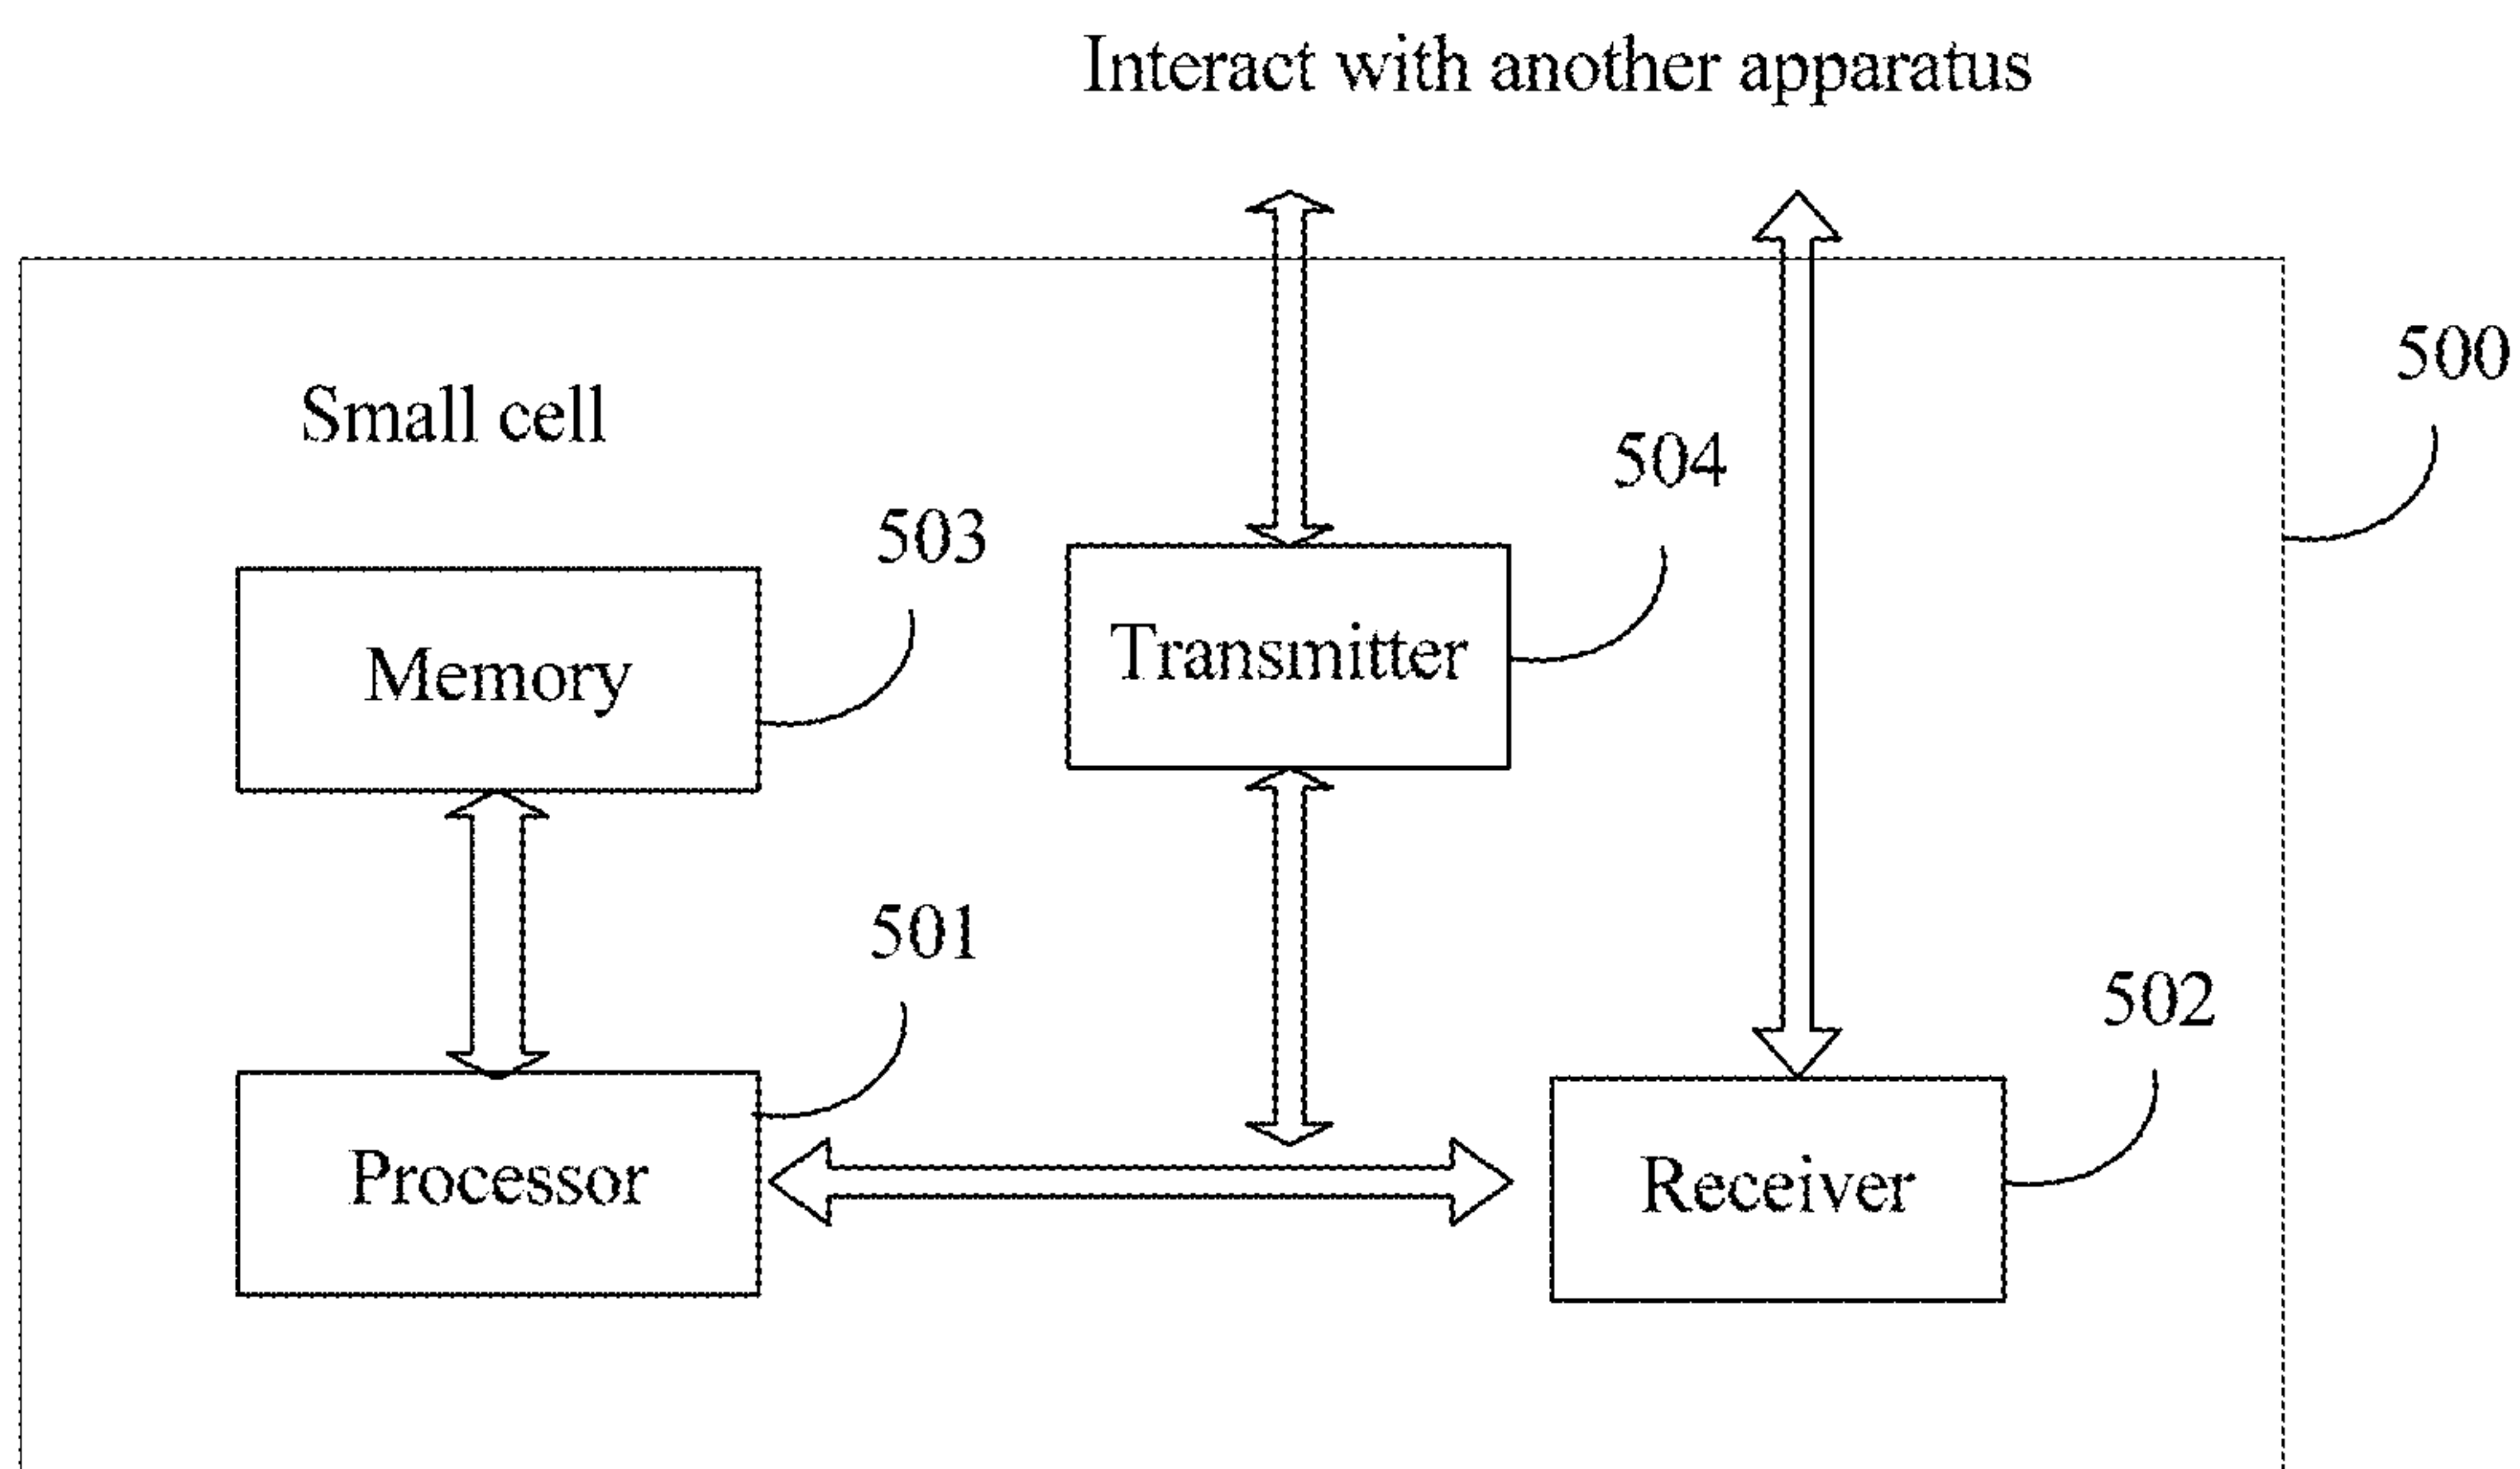 Interact with another apparatus
500
Small cell
504
503
Transmitter
Memory
501
502
Processor
Receiver